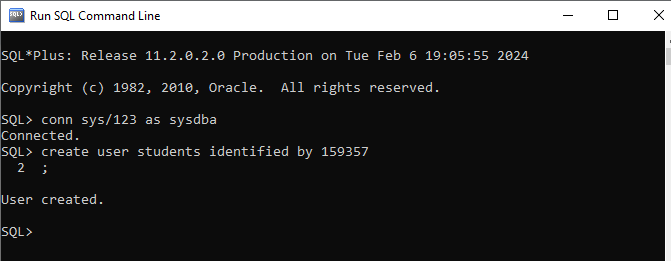 Run SQL Command Line
SQL*Plus: Release 11.2.0.2.0 Production on Tue Feb 6 19:05:55 2024
Copyright (c) 1982, 2010, Oracle.  All rights reserved.
SQL> conn sys/123 as sysdba
Connected.
SQL> create user students identified by 159357
  2  ;
User created.
SQL>